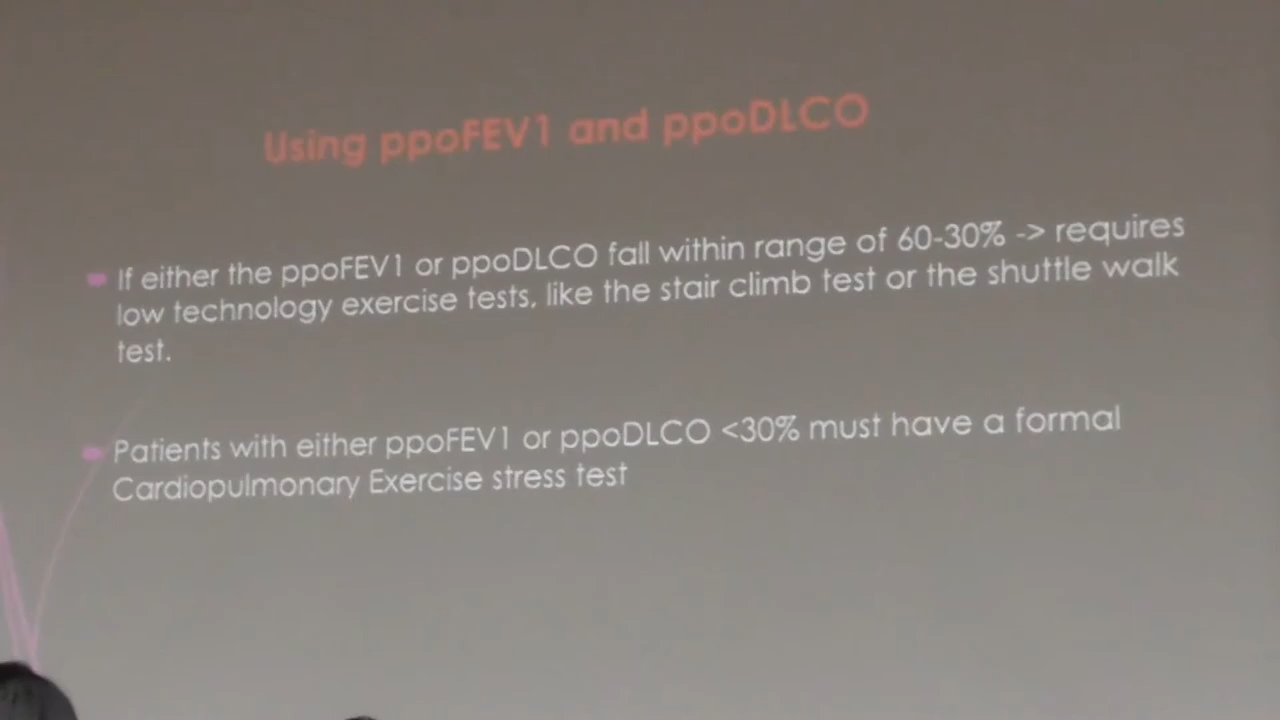 Using ppoFEV1 and ppoDLCO
If either the ppoFEV1 or ppoDLCO fall within range of 60-30% -> requires
low technology exercise tests, like the stair climb test or the shuttle walk
test.
Patients with either ppoFEV1 or ppoDLCO <30% must have a formal
Cardiopulmonary Exercise stress test